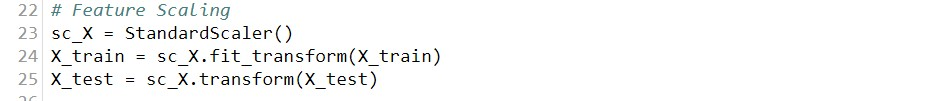 22 # Feature Scaling
23 sc_X = StandardScaler()
24 X_train = sc_X.fit_transform(X_train)
25 X_test = sc_X.transform(X_test)